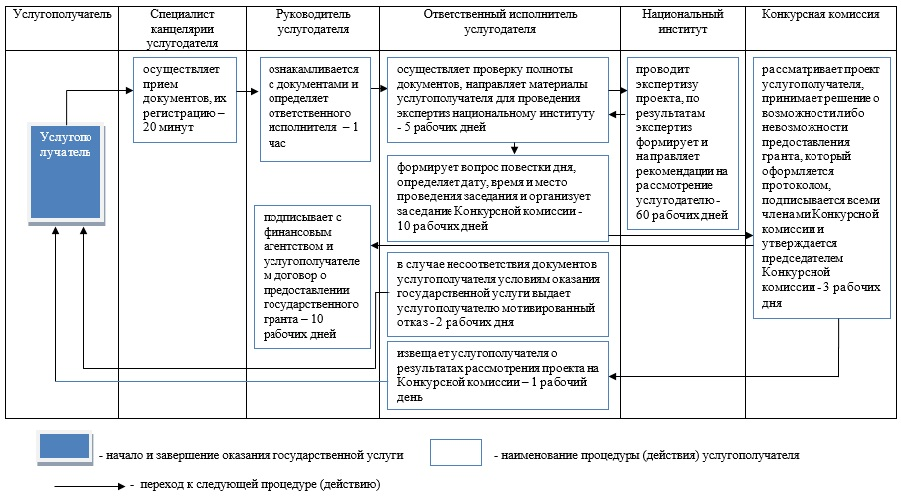 Услугополучатель
Специалист
канцелярии
услугодателя
Руководитель
услугодателя
Ответственный исполнитель
услугодателя
Национальный
институт
Конкурсная комиссия
Услугопо
лучатель
осуществляет
прием
документов, их
регистрацию –
20 минут
ознакамливается
с документами и
определяет
ответственного
исполнителя – 1
час
осуществляет проверку полноты
документов, направляет материалы
услугополучателя для проведения
экспертиз национальному институту
- 5 рабочих дней
проводит
экспертизу
проекта, по
результатам
экспертиз
формирует и
направляет
рекомендации на
рассмотрение
услугодателю -
60 рабочих дней
рассматривает проект
услугополучателя,
принимает решение о
возможности либо
невозможности
предоставления
гранта, который
оформляется
протоколом,
подписывается всеми
членами Конкурсной
комиссии и
утверждается
председателем
Конкурсной
комиссии - 3 рабочих
дня
формирует вопрос повестки дня,
определяет дату, время и место
проведения заседания и организует
заседание Конкурсной комиссии -
10 рабочих дней
подписывает с
финансовым
агентством и
услугополучателе
м договор о
предоставлении
государственного
гранта – 10
рабочих дней
в случае несоответствия документов
услугополучателя условиям оказания
государственной услуги выдает
услугополучателю мотивированный
отказ - 2 рабочих дня
извещает услугополучателя о
результатах рассмотрения проекта на
Конкурсной комиссии – 1 рабочий
день
- начало и завершение оказания государственной услуги
- наименование процедуры (действия) услугополучателя
- переход к следующей процедуре (действию)